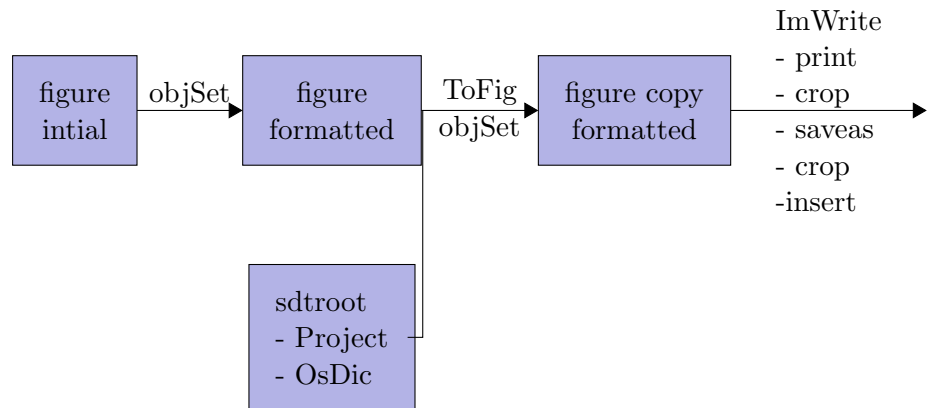 figure
intial
objSet
figure
formatted
ToFig
objSet
figure copy
formatted
ImWrite
- print
- crop
- saveas
- crop
-insert
sdtroot
- Project
- OsDic